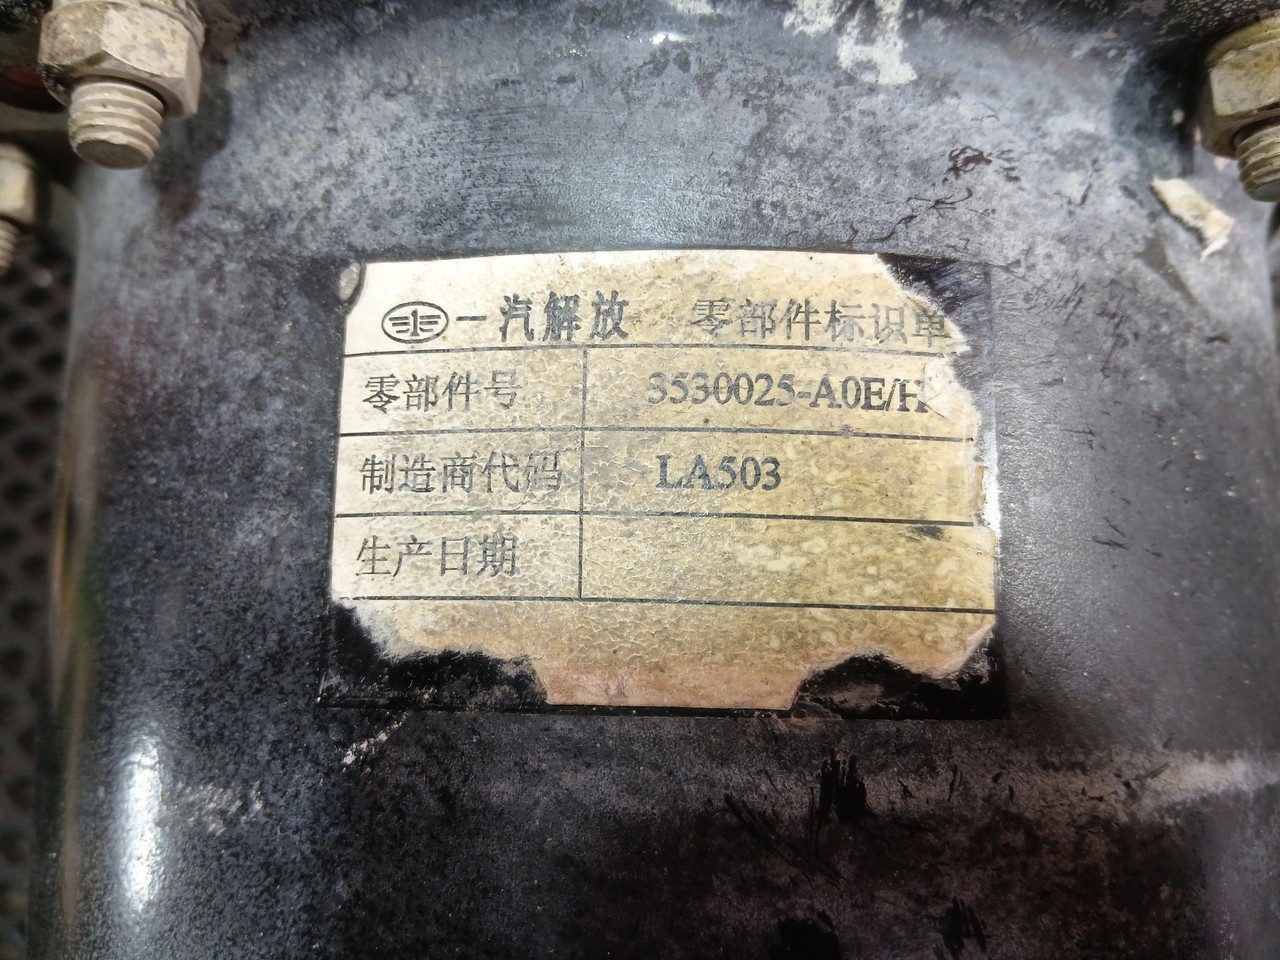 一汽解放 零部件标识单
零部件号 3530025-A0E/H
制造商代码 LA503
生产日期